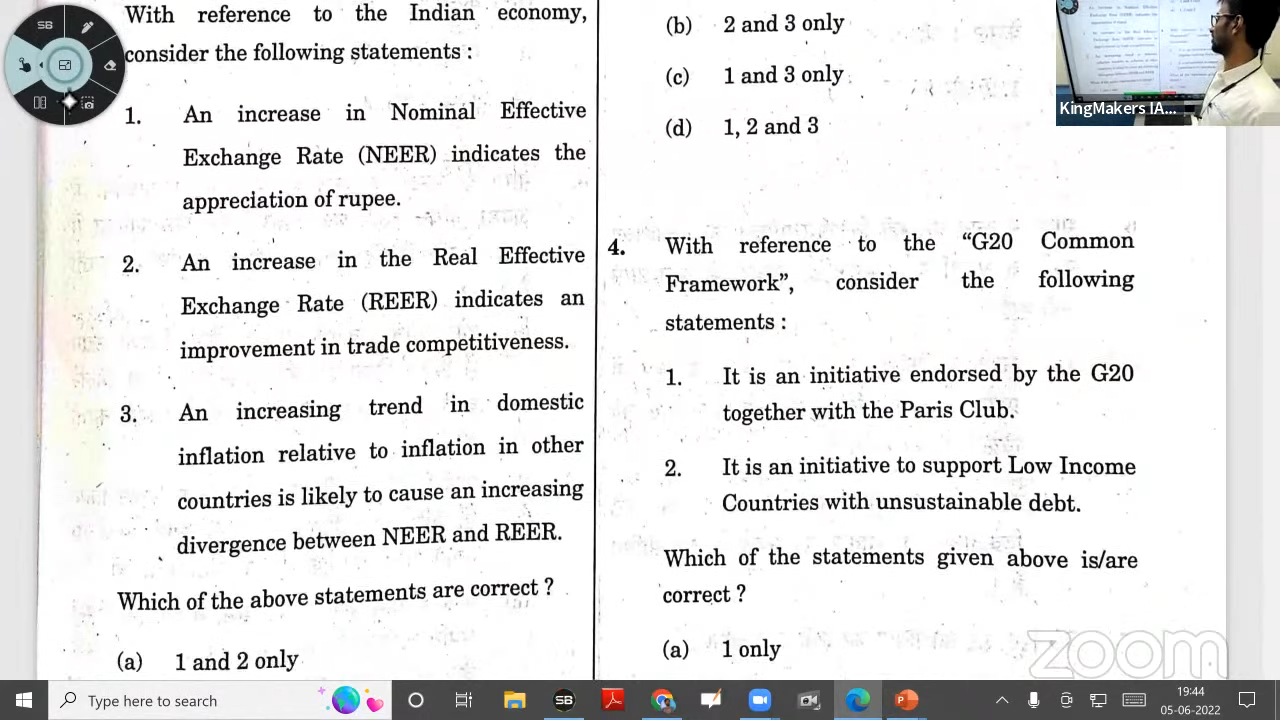 SB
With reference to the Indian economy,
consider the following statements
1. An increase in Nominal Effective
Exchange Rate (NEER) indicates the
appreciation of rupee.
2. An increase in the Real Effective
Exchange Rate (REER) indicates an
improvement in trade competitiveness.
3. An increasing trend in domestic
inflation relative to inflation in other
countries is likely to cause an increasing
divergence between NEER and REER.
Which of the above statements are correct ?
(a) 1 and 2 only
(b) 2 and 3 only
(c) 1 and 3 only
(d) 1, 2 and 3
4. With reference to the “G20 Common
Framework”, consider the following
statements :
1. It is an initiative endorsed by the G20
together with the Paris Club.
2. It is an initiative to support Low Income
Countries with unsustainable debt.
Which of the statements given above is/are
correct ?
(a) 1 only
KingMakers IA...
zoom
Type here to search
SB
19:44
05-06-2022